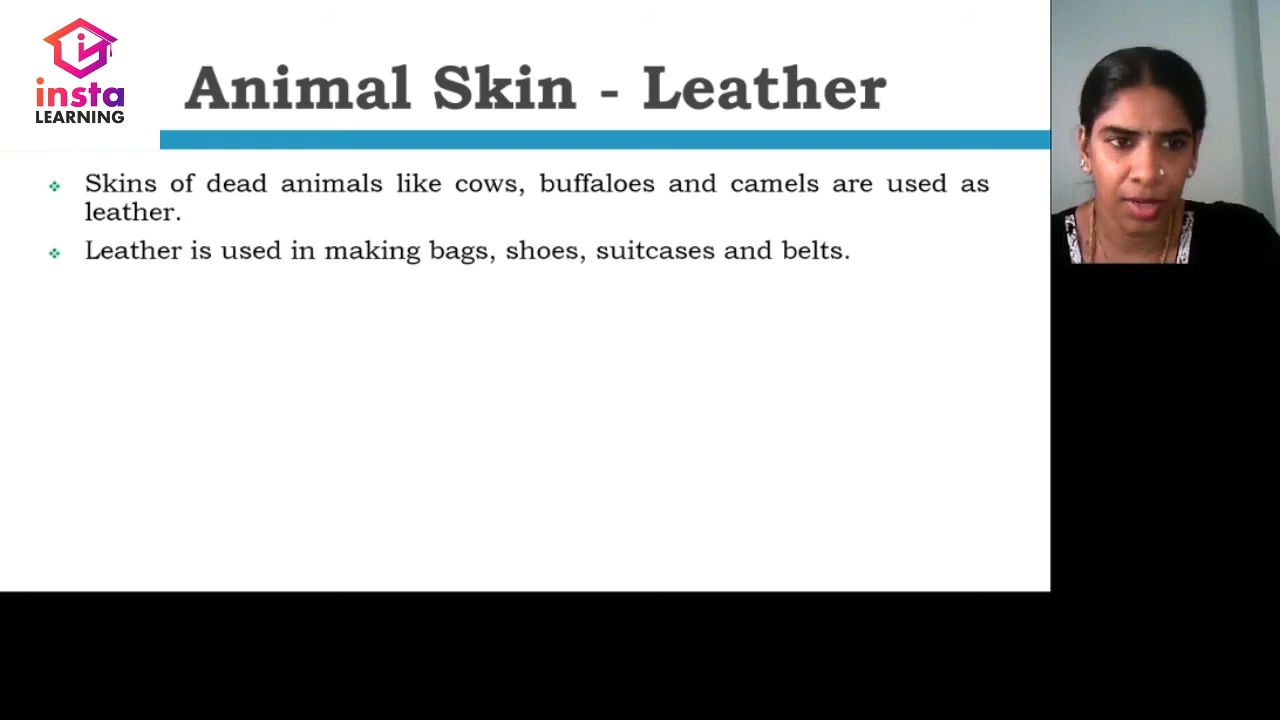 insta
LEARNING
Animal Skin - Leather
Skins of dead animals like cows, buffaloes and camels are used as
leather.
Leather is used in making bags, shoes, suitcases and belts.